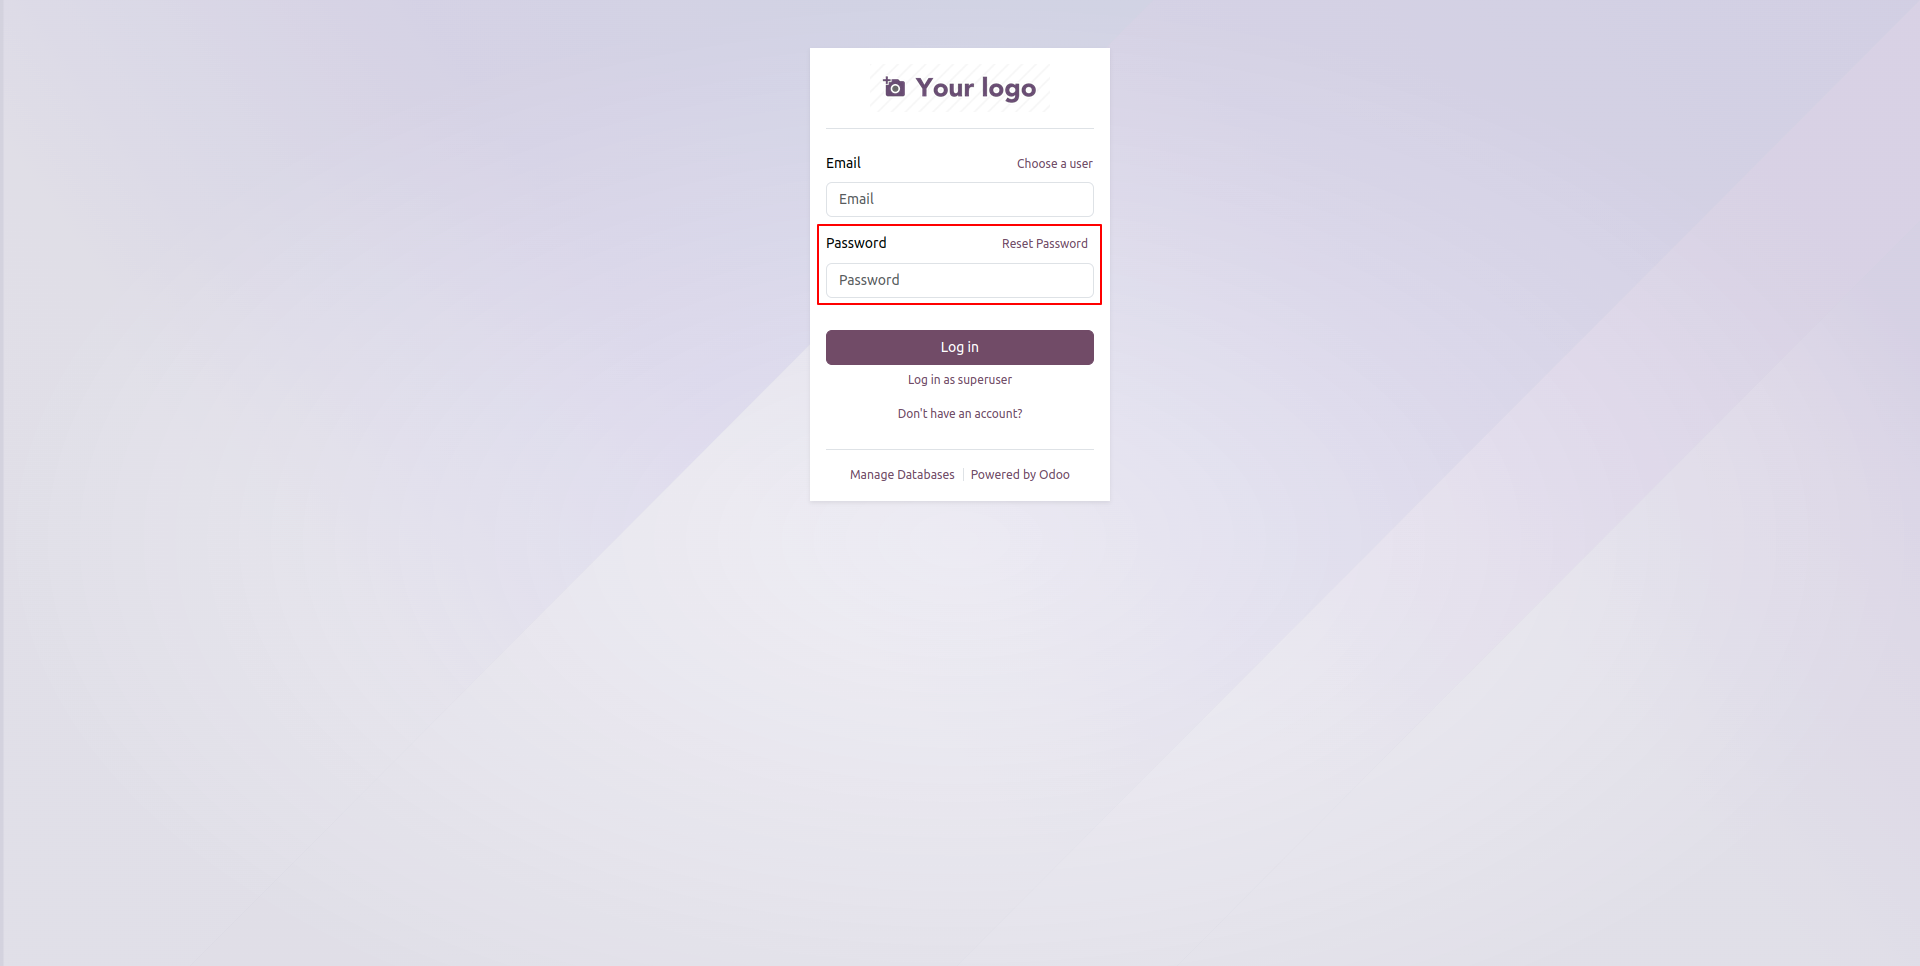 Your logo
Email Choose a user
Email
Password Reset Password
Password
Log in
Log in as superuser
Don't have an account?
Manage Databases Powered by Odoo